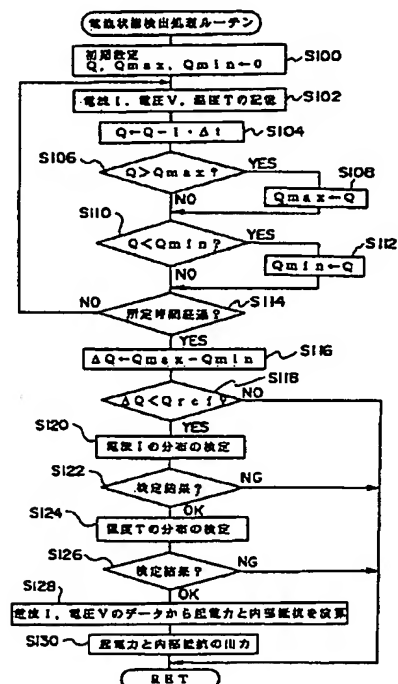 電池状態検出処理ルーチン
初期設定
Q, Qmax, Qmin←0
S100
電流I, 電圧V, 温度Tの記憶
S102
Q←Q-I・Δt
S104
S106
Q>Qmax?
YES
S108
Qmax←Q
NO
S110
Q<Qmin?
YES
S112
Qmin←Q
NO
NO
所定時間経過?
S114
YES
ΔQ←Qmax-Qmin
S116
S118
ΔQ<Qref?
NO
YES
S120
電流Iの分布の検定
S122
検定結果?
NG
OK
S124
温度Tの分布の検定
S126
検定結果?
NG
OK
S128
電流I, 電圧Vのデータから起電力と内部抵抗を演算
S130
起電力と内部抵抗の出力
RET